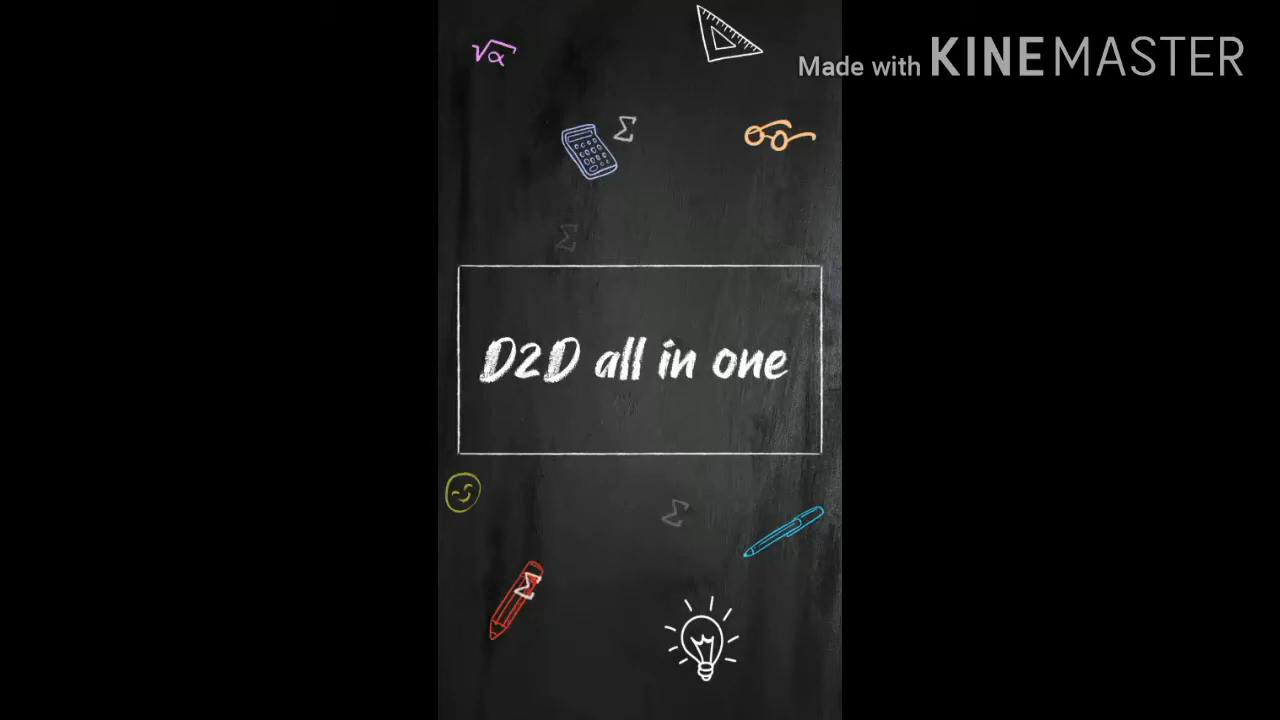 Made with KINEMASTER
√α
Σ
Σ
D2D all in one
Σ
Σ